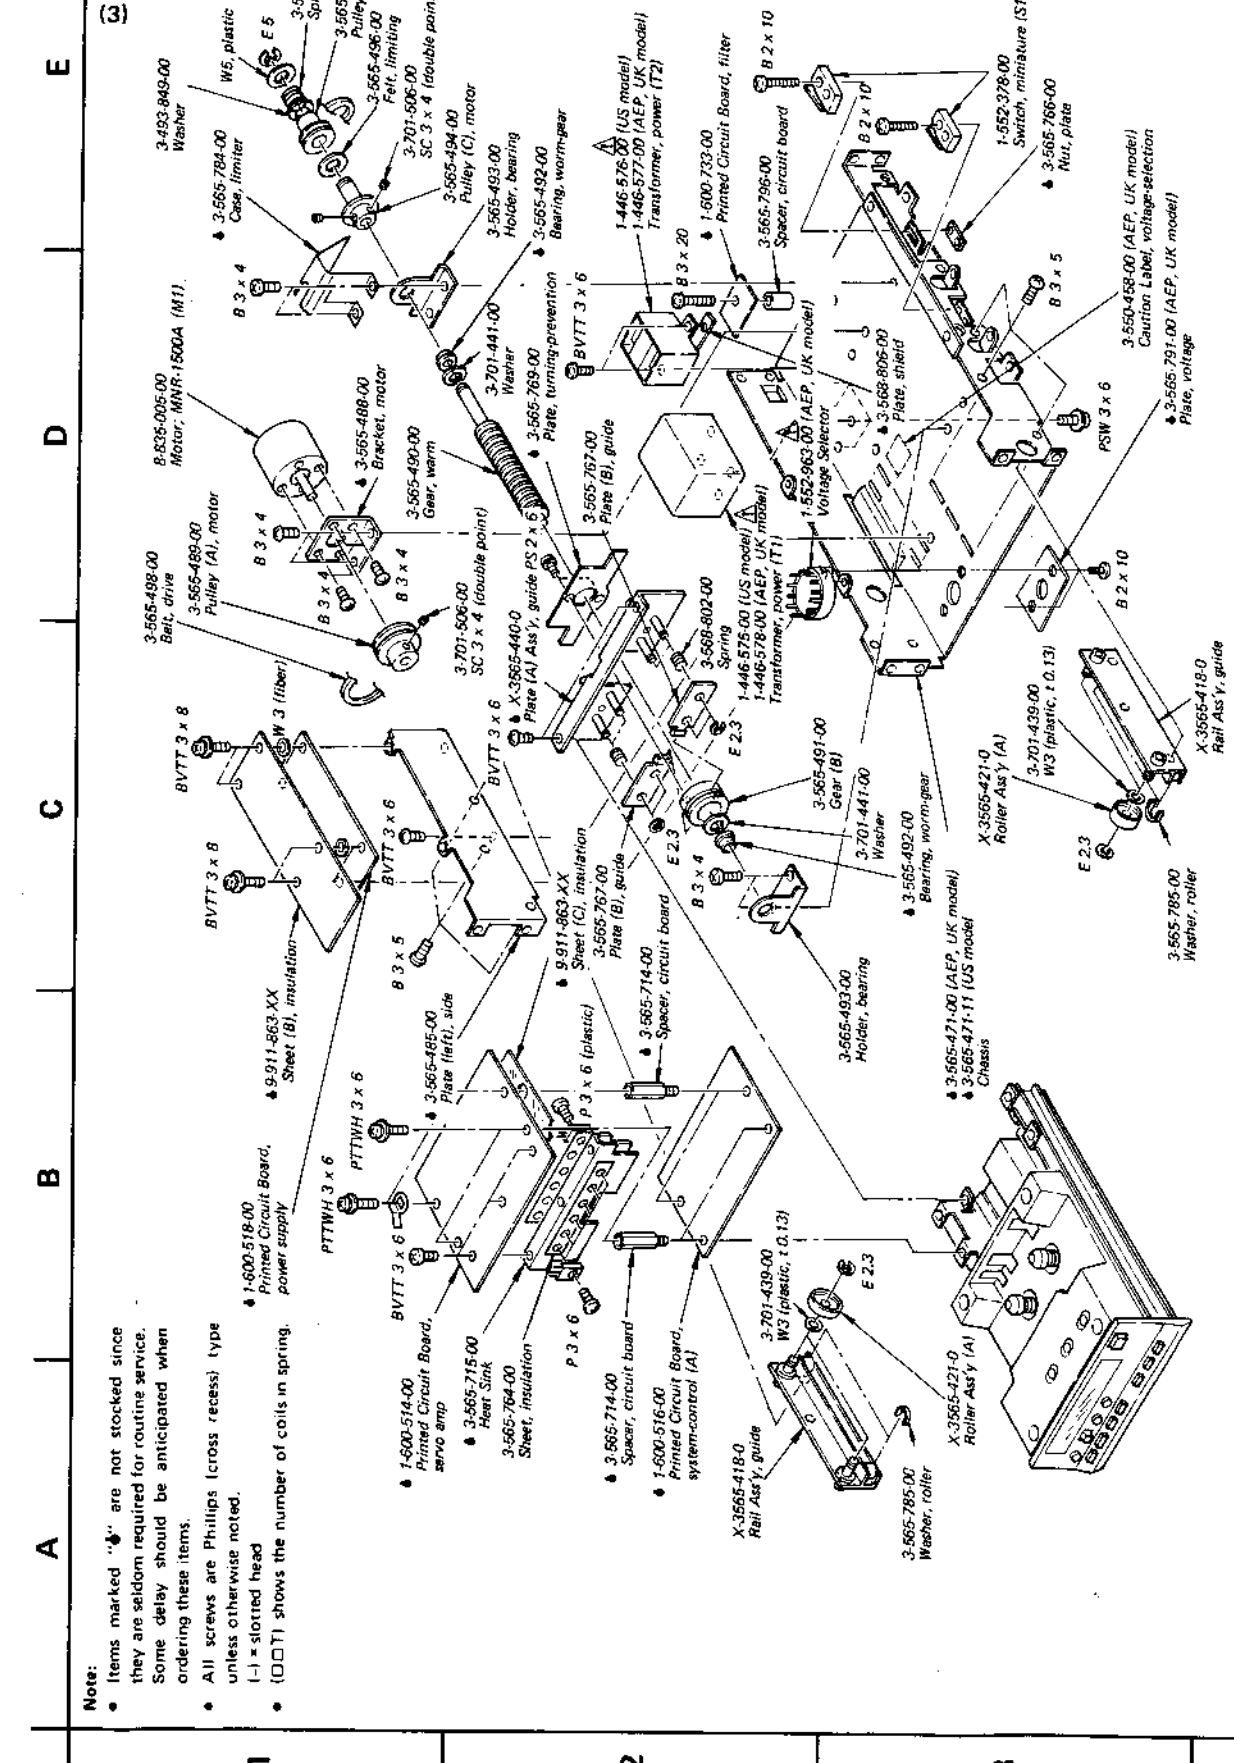 A
B
C
D
E
2
(3)
Note:
• Items marked "" are not stocked since
they are seldom required for routine service.
Some delay should be anticipated when
ordering these items.
• All screws are Phillips (cross recess) type
unless otherwise noted.
(-) = slotted head
• (□□T) shows the number of coils in spring.
3-493-849-00
Washer
W5, plastic
E 5
3-565-496-00
Felt, limiting
3-701-506-00
SC 3 x 4 (double point
3-565-784-00
Case, limiter
3-565-494-00
Pulley (C), motor
3-565-493-00
Holder, bearing
3-565-492-00
Bearing, worm-gear
B 3 x 4
8-835-005-00
Motor; MNR-1500A (M1)
3-565-488-00
Bracket, motor
3-701-441-00
Washer
3-565-769-00
Plate, turning-prevention
3-565-490-00
Gear, warm
3-565-767-00
Plate (B), guide
B 3 x 4
B 3 x 4
B 3 x 4
3-565-489-00
Pulley (A), motor
3-565-498-00
Belt, drive
3-701-506-00
SC 3 x 4 (double point)
PS 2 x 6
X-3565-440-0
Plate (A) Ass'y, guide
1-446-576-00 (US model)
1-446-577-00 (AEP, UK model)
Transformer, power (T2)
1-600-733-00
Printed Circuit Board, filter
B 3 x 20
BVTT 3 x 6
3-565-796-00
Spacer, circuit board
B 2 x 10
B 2 x 10
1-552-378-00
Switch, miniature (S1
3-565-766-00
Nut, plate
3-550-458-00 (AEP, UK model)
Caution Label, voltage-selection
3-565-791-00 (AEP, UK model)
Plate, voltage
B 3 x 5
PSW 3 x 6
3-568-806-00
Plate, shield
1-552-963-00 (AEP, UK model)
Voltage Selector
1-446-575-00 (US model)
1-446-578-00 (AEP, UK model)
Transformer, power (T1)
B 2 x 10
3-568-802-00
Spring
E 2.3
3-565-491-00
Gear (B)
3-701-441-00
Washer
3-565-492-00
Bearing, worm-gear
3-565-471-00 (AEP, UK model)
3-565-471-11 (US model
Chassis
E 2.3
B 3 x 4
3-565-493-00
Holder, bearing
3-565-767-00
Plate (B), guide
9-911-863-XX
Sheet (C), insulation
3-565-714-00
Spacer, circuit board
BVTT 3 x 8
W 3 (fiber)
BVTT 3 x 8
BVTT 3 x 6
BVTT 3 x 6
B 3 x 5
9-911-863-XX
Sheet (B), insulation
3-565-485-00
Plate (left), side
1-600-518-00
Printed Circuit Board,
power supply
PTTWH 3 x 6
PTTWH 3 x 6
BVTT 3 x 6
P 3 x 6 (plastic)
1-600-514-00
Printed Circuit Board,
servo amp
3-565-715-00
Heat Sink
3-565-764-00
Sheet, insulation
P 3 x 6
3-565-714-00
Spacer, circuit board
1-600-516-00
Printed Circuit Board,
system-control (A)
X-3565-418-0
Rail Ass'y, guide
3-701-439-00
W3 (plastic, t 0.13)
E 2.3
X-3565-421-0
Roller Ass'y (A)
3-565-785-00
Washer, roller
X-3565-421-0
Roller Ass'y (A)
3-701-439-00
W3 (plastic, t 0.13)
E 2.3
3-565-785-00
Washer, roller
X-3565-418-0
Rail Ass'y, guide